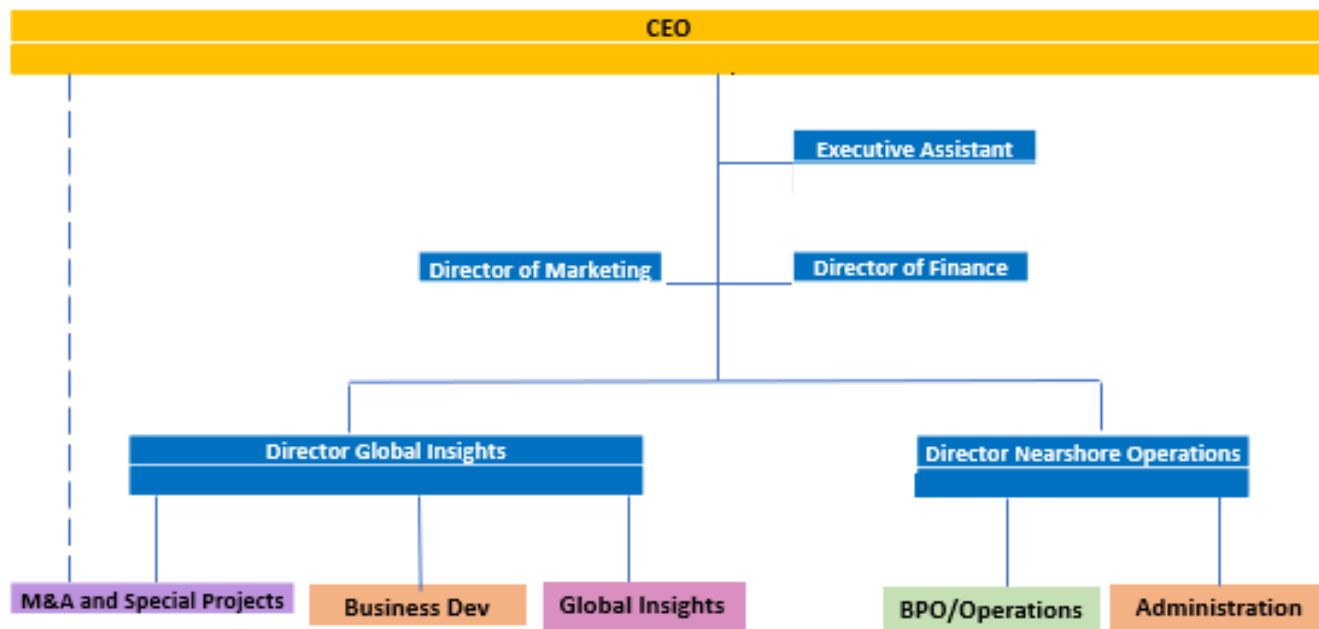 CEO
Executive Assistant
Director of Marketing
Director of Finance
Director Global Insights
Director Nearshore Operations
M&A and Special Projects
Business Dev
Global Insights
BPO/Operations
Administration